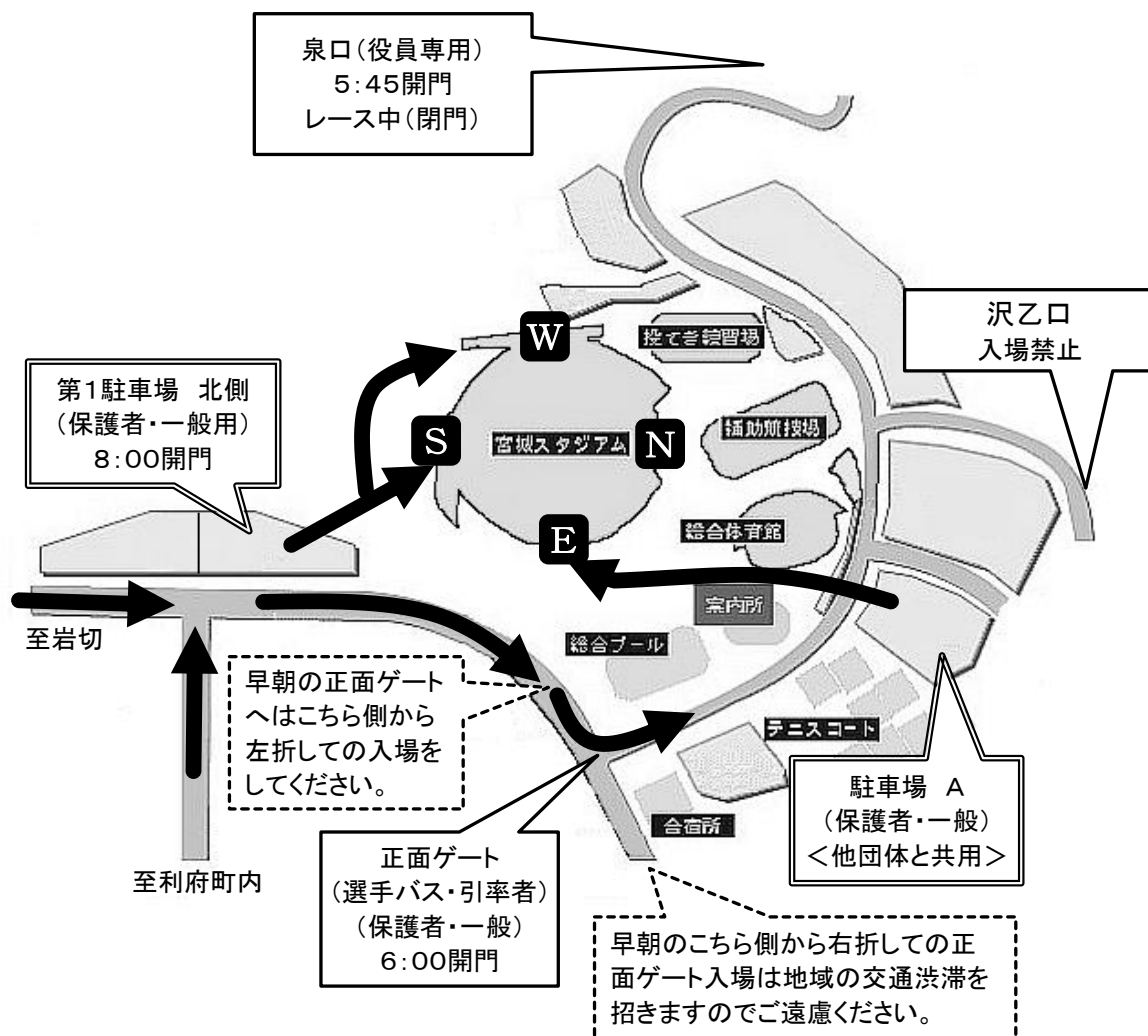 泉口(役員専用)
5:45開門
レース中(閉門)
沢乙口
入場禁止
W
投てき練習場
第1駐車場 北側
(保護者・一般用)
8:00開門
S
宮城スタジアム
N
補助競技場
総合体育館
E
案内所
至岩切
総合プール
早朝の正面ゲート
へはこちら側から
左折しての入場を
してください。
テニスコート
駐車場 A
(保護者・一般)
<他団体と共用>
合宿所
正面ゲート
(選手バス・引率者)
(保護者・一般)
6:00開門
至利府町内
早朝のこちら側から右折しての正
面ゲート入場は地域の交通渋滞を
招きますのでご遠慮ください。